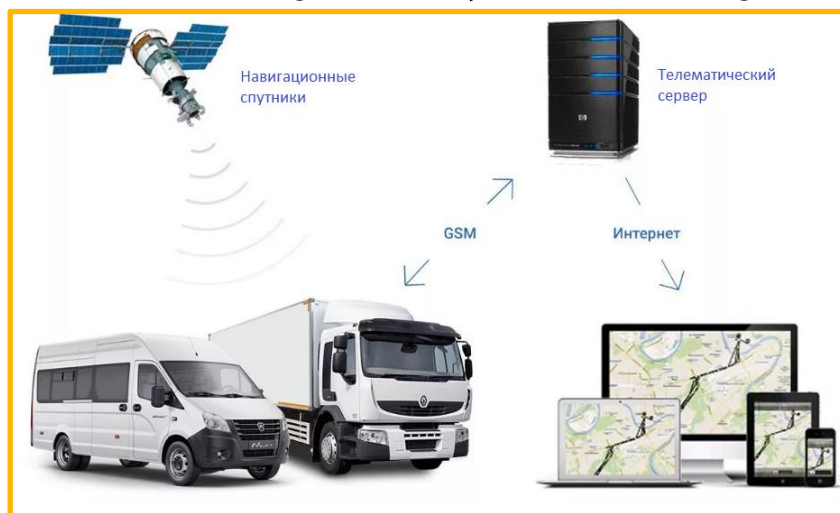 Навигационные
спутники
Телематический
сервер
GSM
Интернет